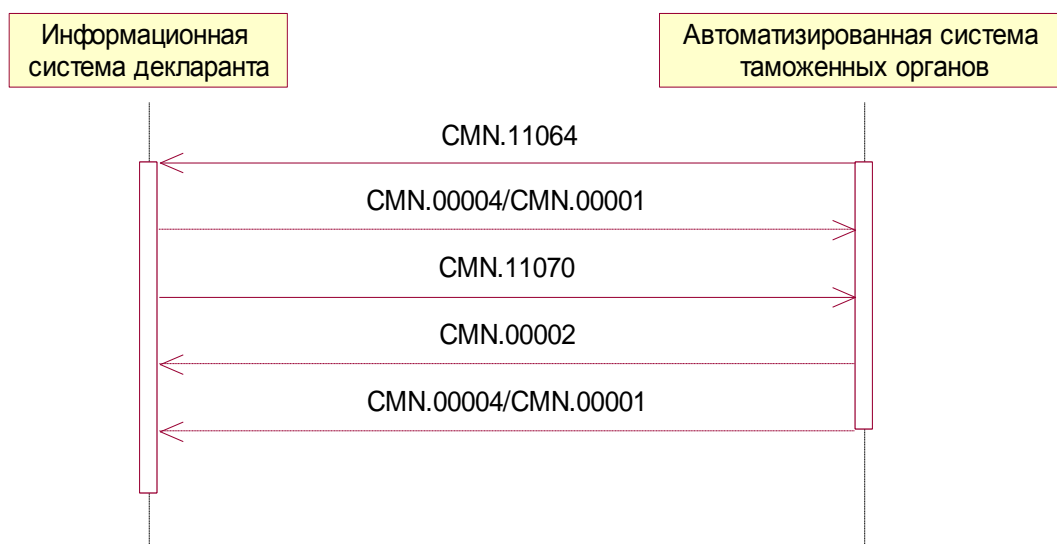 Информационная
система декларанта
Автоматизированная система
таможенных органов
CMN.11064
CMN.00004/CMN.00001
CMN.11070
CMN.00002
CMN.00004/CMN.00001